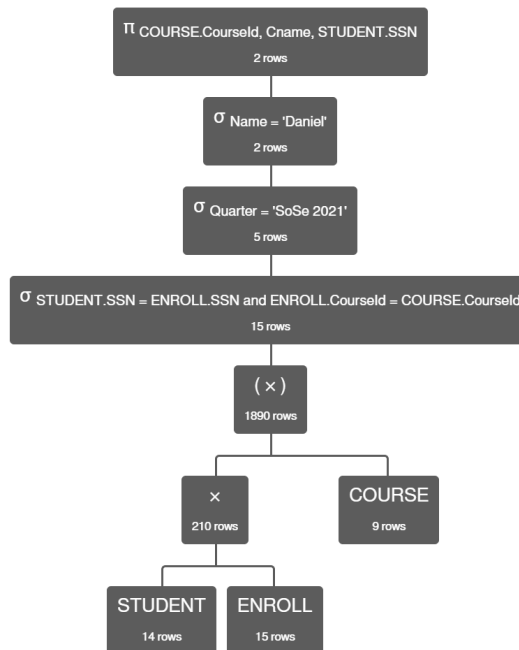 π COURSE.CourseId, Cname, STUDENT.SSN
2 rows
σ Name = 'Daniel'
2 rows
σ Quarter = 'SoSe 2021'
5 rows
σ STUDENT.SSN = ENROLL.SSN and ENROLL.CourseId = COURSE.CourseId
15 rows
( × )
1890 rows
×
210 rows
COURSE
9 rows
STUDENT
14 rows
ENROLL
15 rows